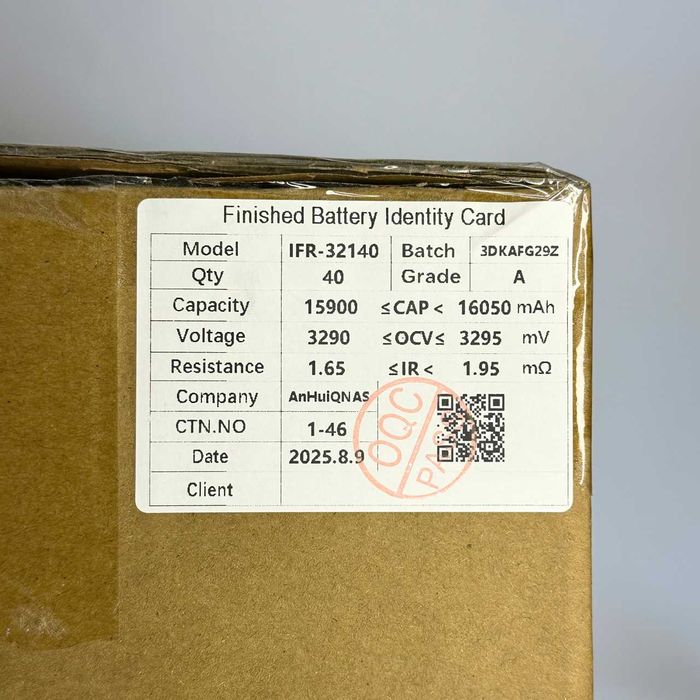 Finished Battery Identity Card
Model IFR-32140 Batch 3DKAFG29Z
Qty 40 Grade A
Capacity 15900 ≤CAP< 16050 mAh
Voltage 3290 ≤OCV≤ 3295 mV
Resistance 1.65 ≤IR< 1.95 mΩ
Company AnHuiQNAS
CTN.NO 1-46
Date 2025.8.9
Client
OQC
PASS